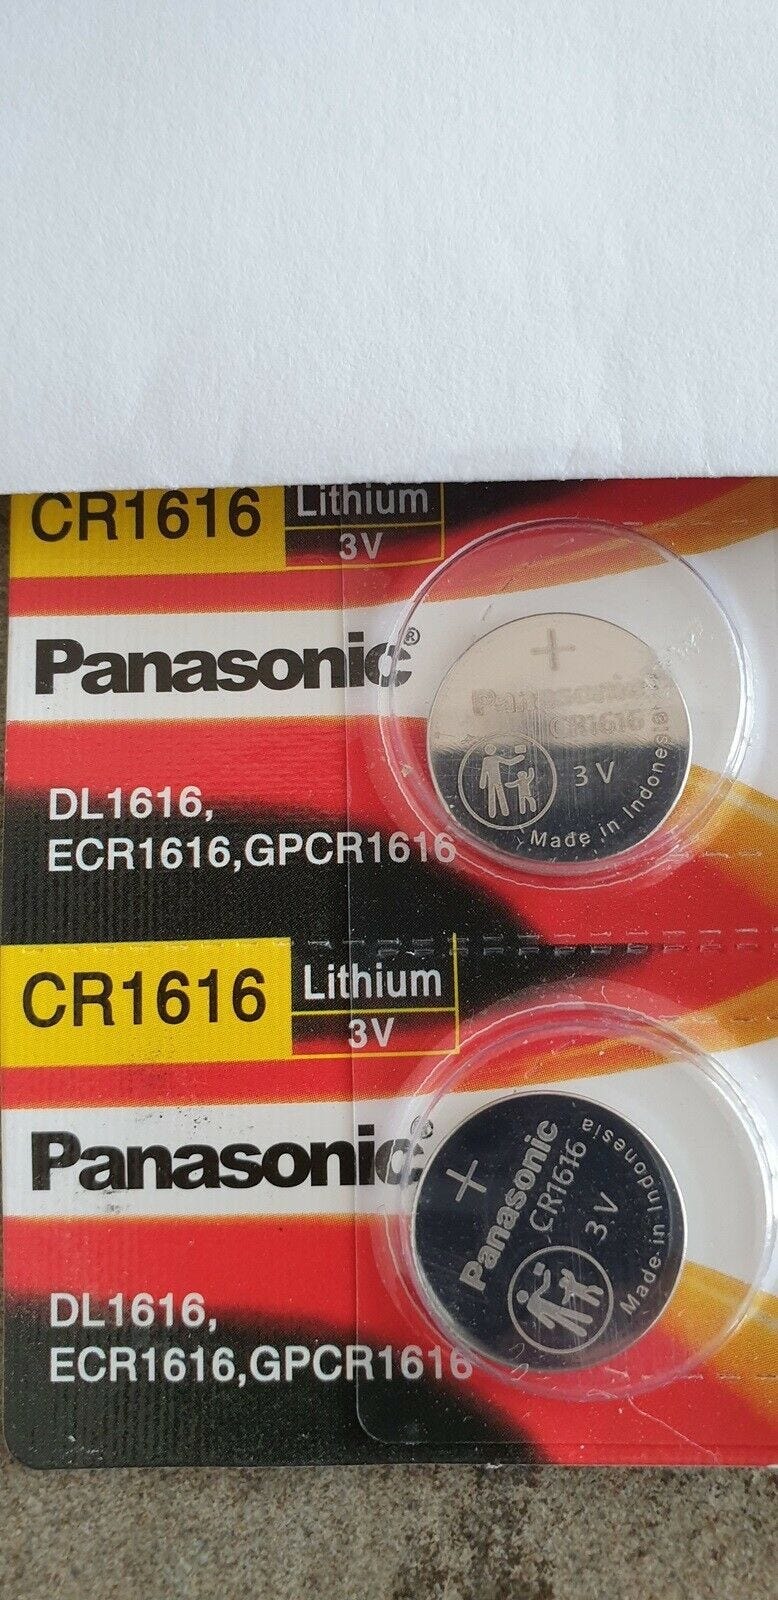 CR1616
Lithium
3V
Panasonic®
DL1616,
ECR1616,GPCR1616
+
Panasonic
CR1616
3V
Made in Indonesia
CR1616
Lithium
3V
Panasonic®
DL1616,
ECR1616,GPCR1616
+
Panasonic
CR1616
3V
Made in Indonesia